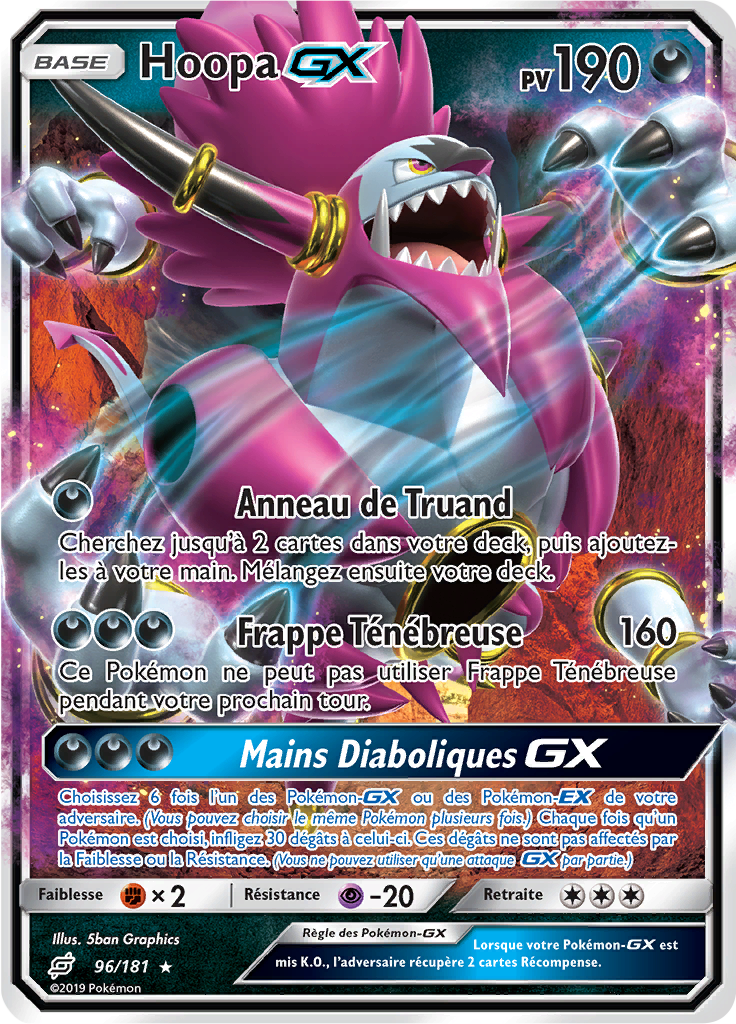 BASE Hoopa GX PV 190
Anneau de Truand
Cherchez jusqu'à 2 cartes dans votre deck, puis ajoutez-
les à votre main. Mélangez ensuite votre deck.
Frappe Ténébreuse 160
Ce Pokémon ne peut pas utiliser Frappe Ténébreuse
pendant votre prochain tour.
Mains Diaboliques GX
Choisissez 6 fois l'un des Pokémon-GX ou des Pokémon-EX de votre
adversaire. (Vous pouvez choisir le même Pokémon plusieurs fois.) Chaque fois qu'un
Pokémon est choisi, infligez 30 dégâts à celui-ci. Ces dégâts ne sont pas affectés par
la Faiblesse ou la Résistance. (Vous ne pouvez utiliser qu'une attaque GX par partie.)
Faiblesse ×2 Résistance -20 Retraite
Illus. 5ban Graphics
96/181 ★
©2019 Pokémon
Règle des Pokémon-GX
Lorsque votre Pokémon-GX est
mis K.O., l'adversaire récupère 2 cartes Récompense.